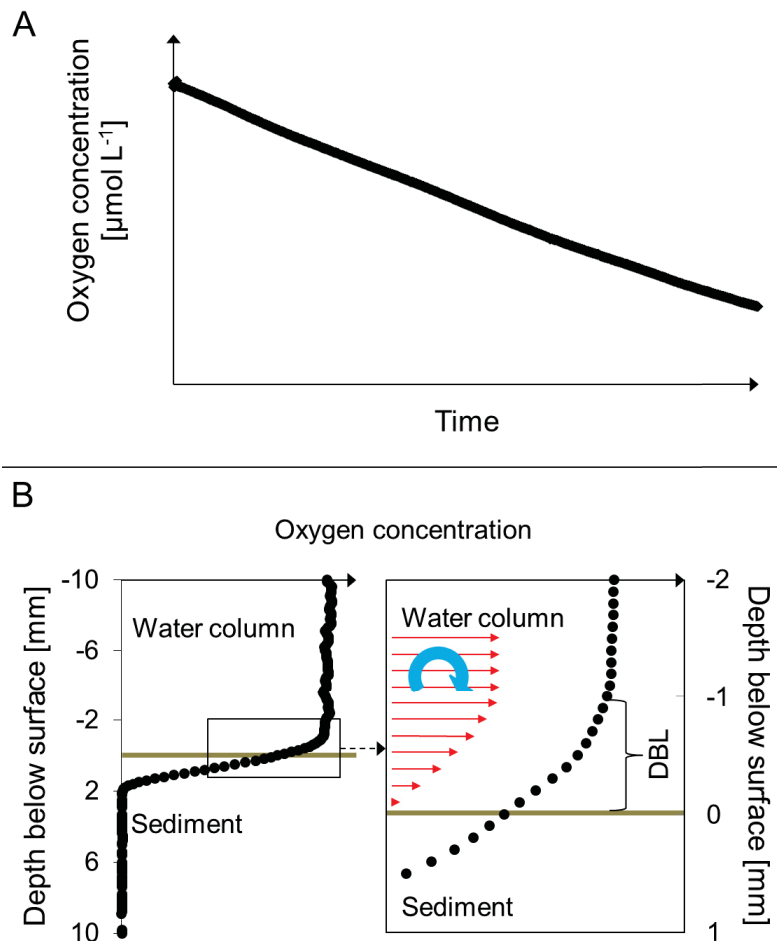 A
Oxygen concentration
[µmol L-1]
Time
B
Oxygen concentration
-10
-6
-2
2
6
10
Depth below surface [mm]
Water column
Sediment
Water column
DBL
Sediment
-2
-1
0
1
Depth below surface [mm]